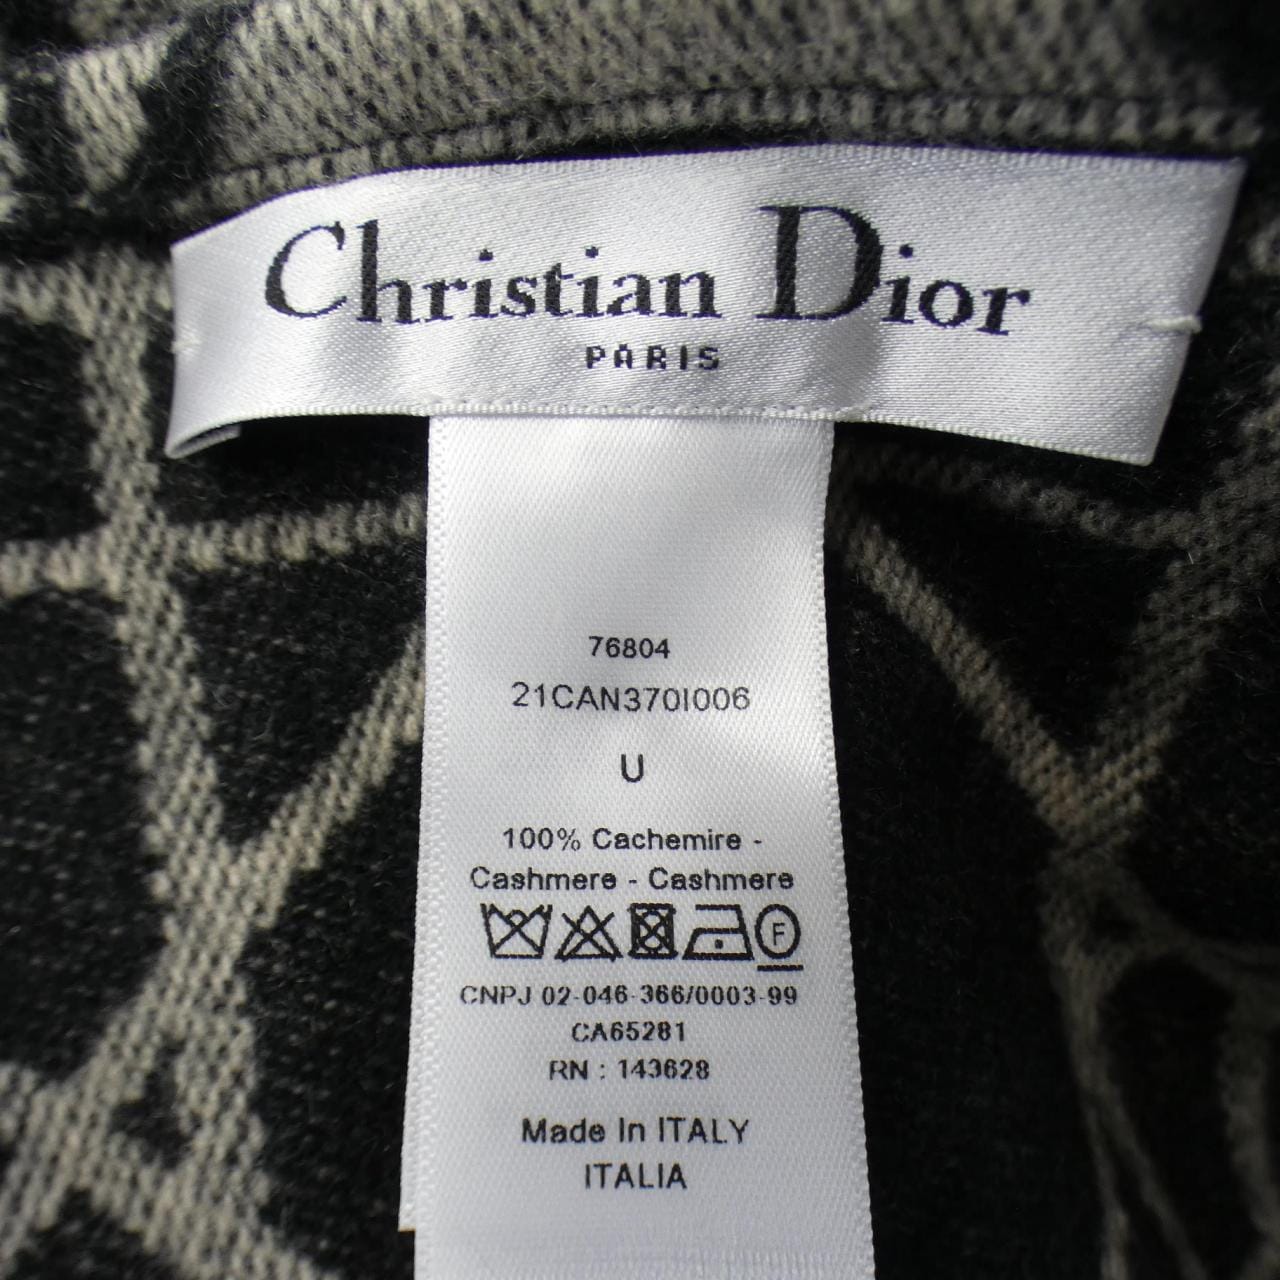 Christian Dior
PARIS
76804
21CAN370I006
U
100% Cachemire -
Cashmere - Cashmere
F
CNPJ 02-046-366/0003-99
CA65281
RN : 143628
Made In ITALY
ITALIA